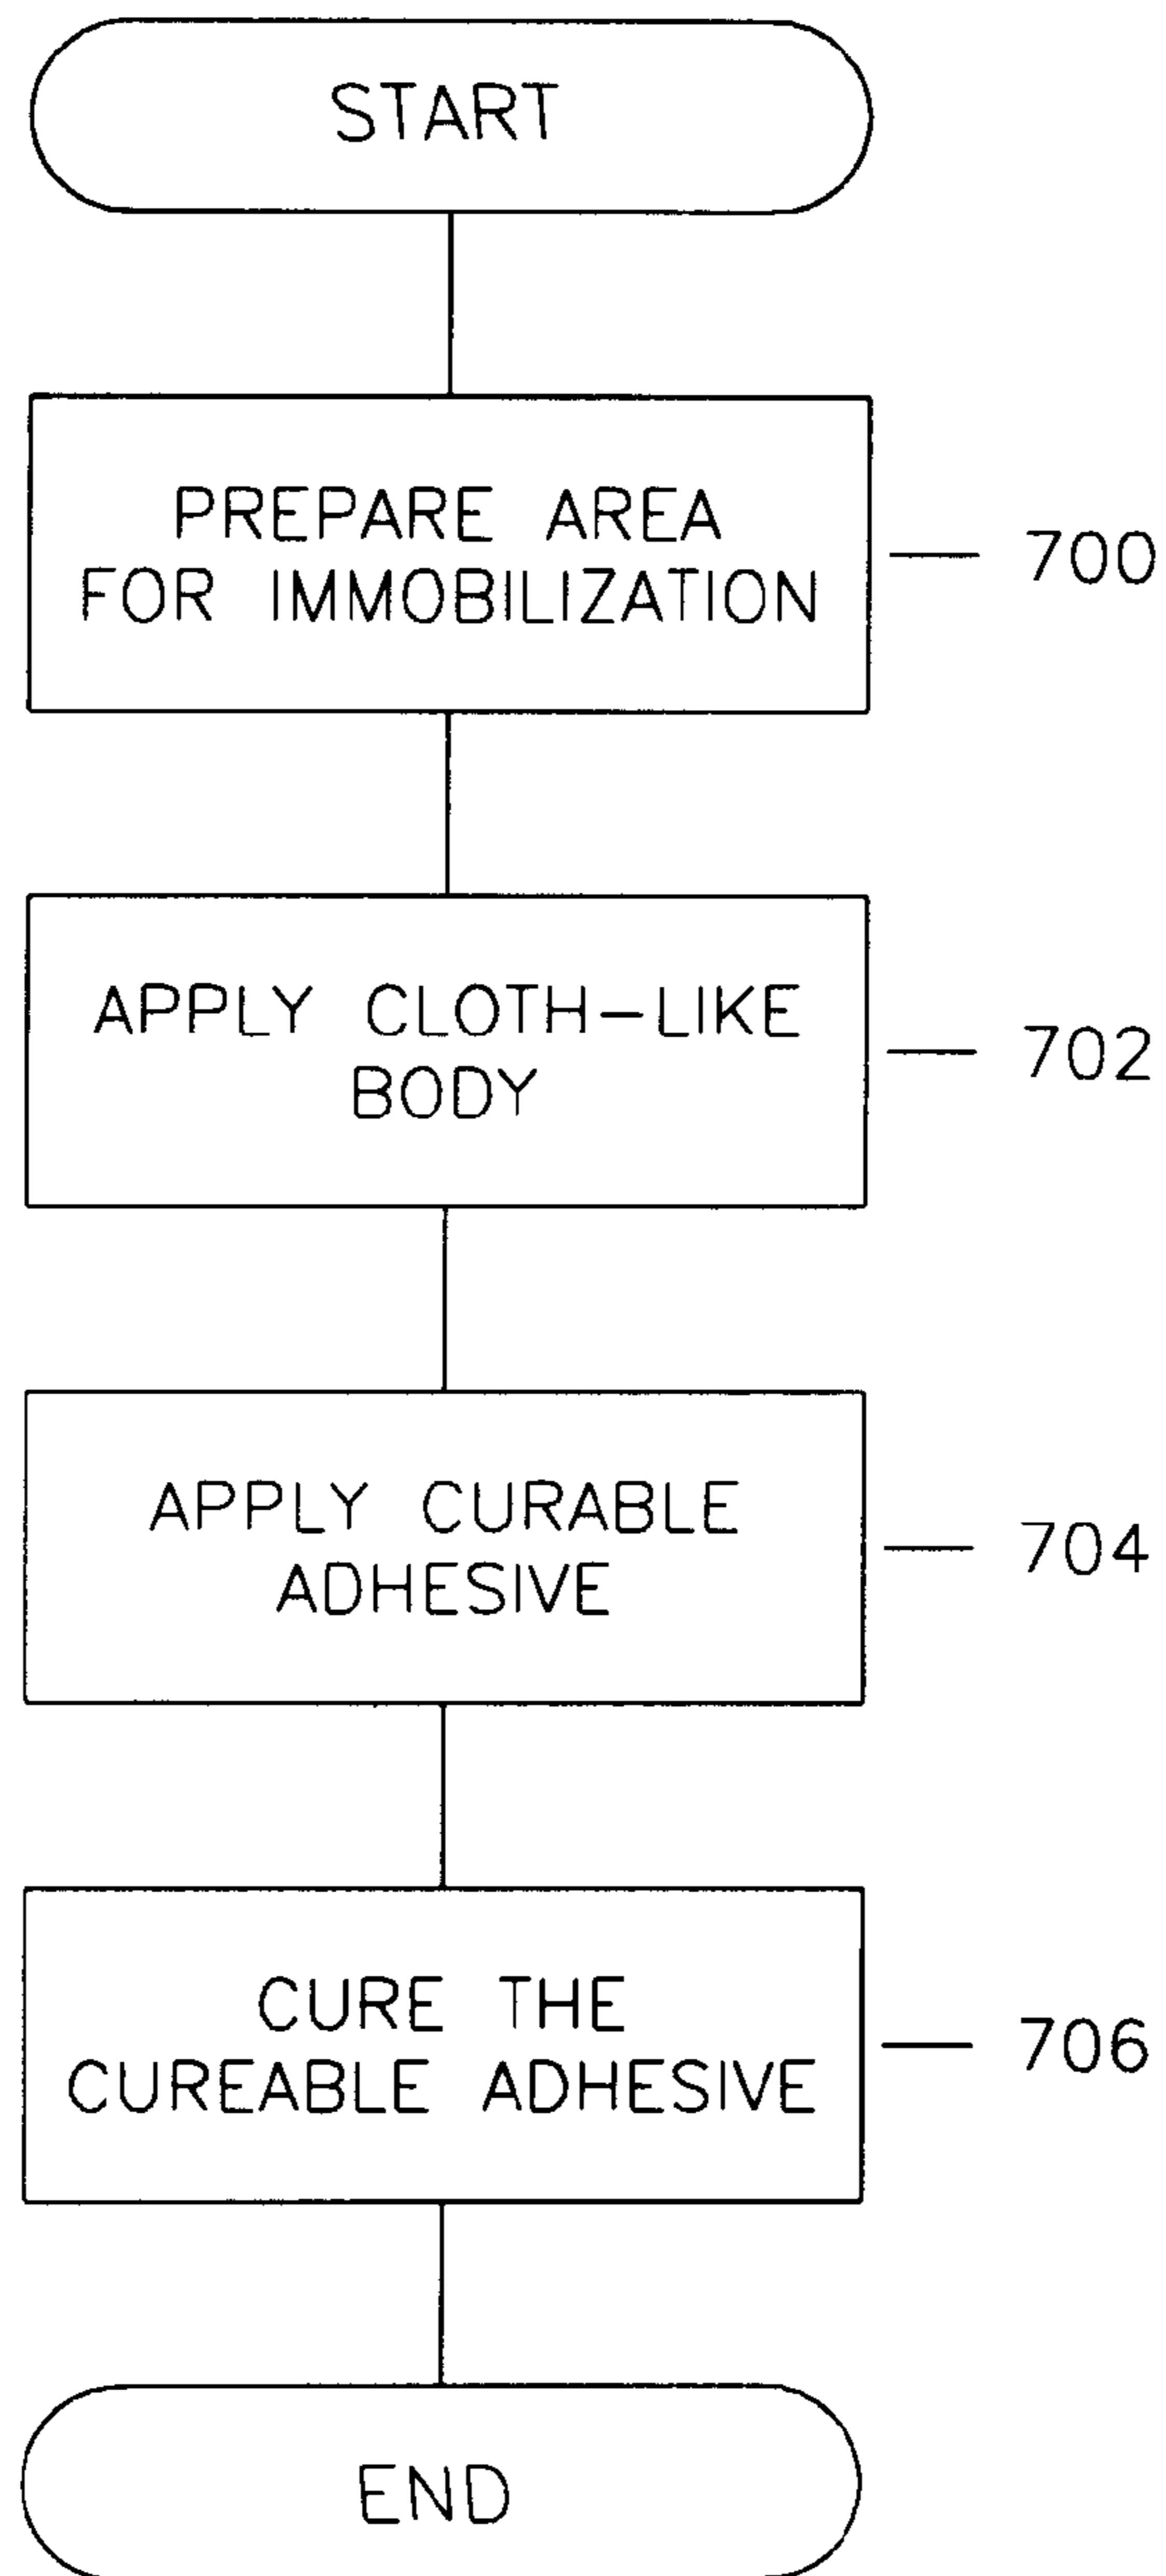 START
PREPARE AREA
FOR IMMOBILIZATION
700
APPLY CLOTH-LIKE
BODY
702
APPLY CURABLE
ADHESIVE
704
CURE THE
CUREABLE ADHESIVE
706
END